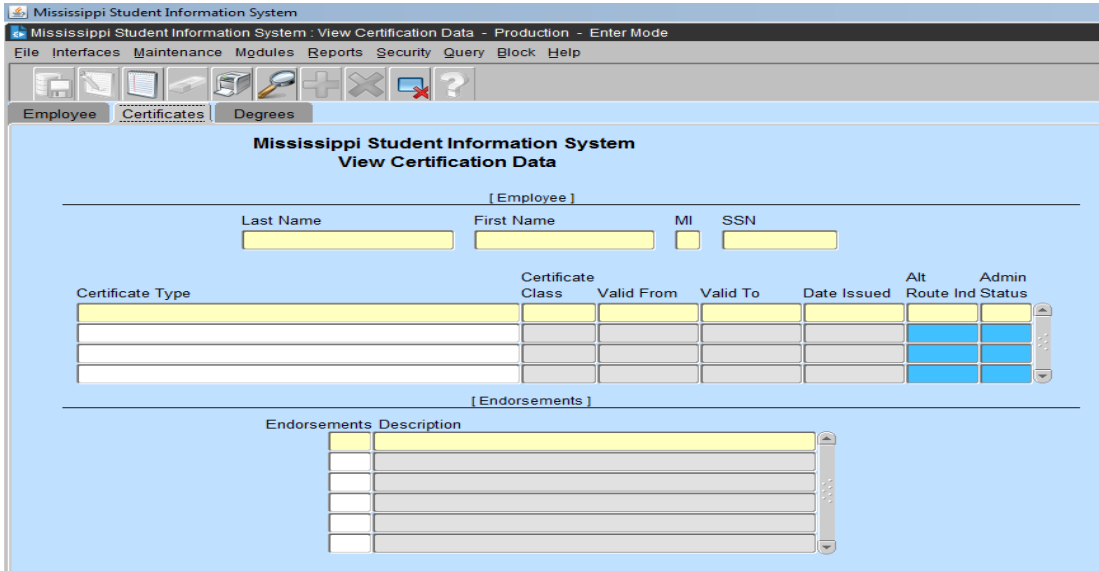 Mississippi Student Information System
Mississippi Student Information System : View Certification Data - Production - Enter Mode
File Interfaces Maintenance Modules Reports Security Query Block Help
Employee Certificates Degrees
Mississippi Student Information System
View Certification Data
[ Employee ]
Last Name First Name MI SSN
Certificate Alt Admin
Certificate Type Class Valid From Valid To Date Issued Route Ind Status
[ Endorsements ]
Endorsements Description